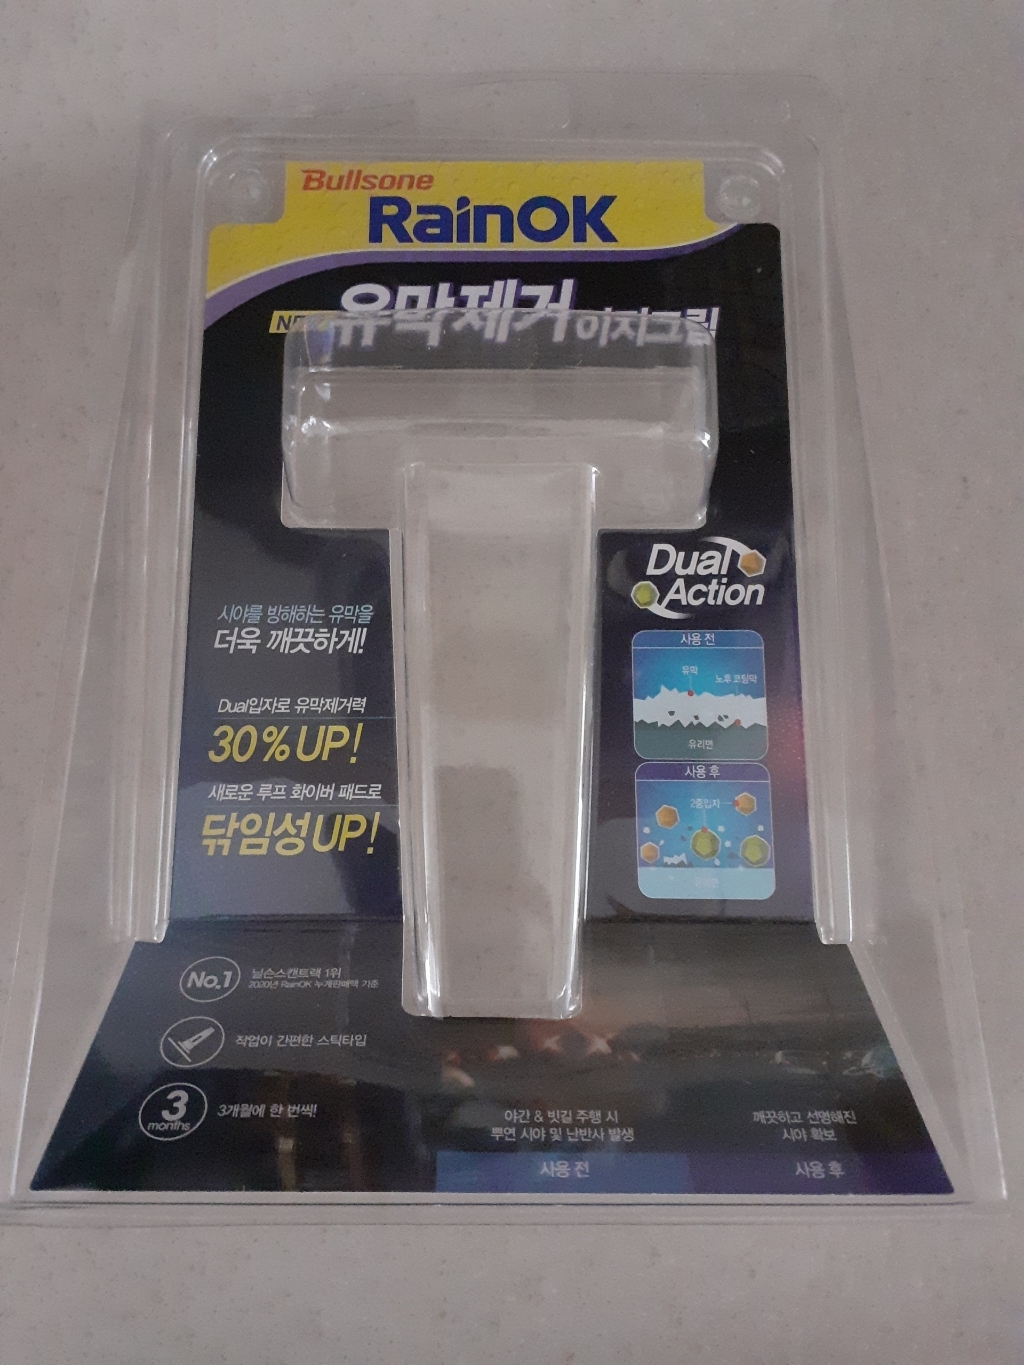 Bullsone
RainOK
유막제거 이지그립!
시야를 방해하는 유막을
더욱 깨끗하게!
Dual입자로 유막제거력
30% UP!
새로운 루프 화이버 패드로
닦임성 UP!
Dual
Action
사용 전
유막
노후 코팅막
유리면
사용 후
2중입자
유리면
No.1
닐슨스캔트랙 1위
2020년 RainOK 누계판매액 기준
작업이 간편한 스틱타입
3
months
3개월에 한 번씩!
야간 & 빗길 주행 시
뿌연 시야 및 난반사 발생
사용 전
깨끗하고 선명해진
시야 확보
사용 후